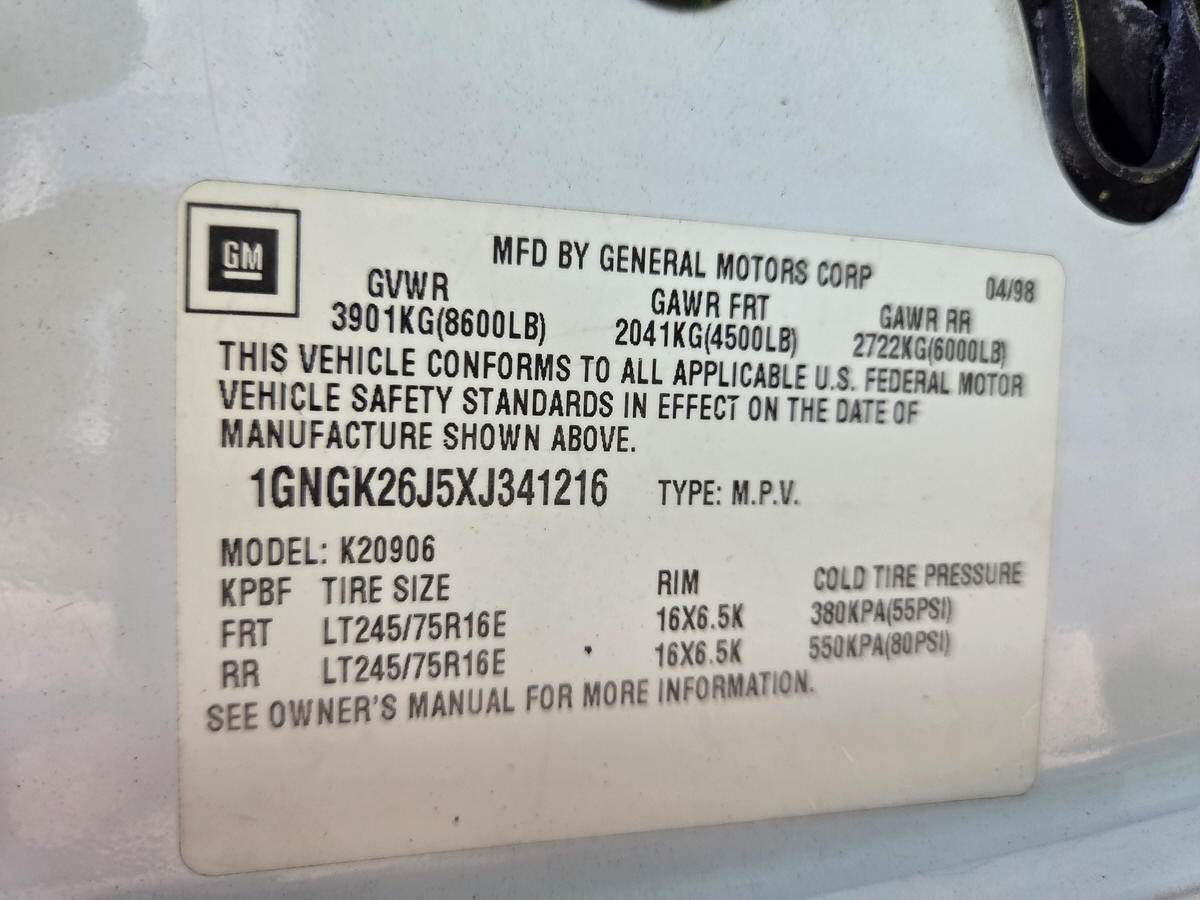 GM
MFD BY GENERAL MOTORS CORP 04/98
GVWR GAWR FRT GAWR RR
3901KG(8600LB) 2041KG(4500LB) 2722KG(6000LB)
THIS VEHICLE CONFORMS TO ALL APPLICABLE U.S. FEDERAL MOTOR
VEHICLE SAFETY STANDARDS IN EFFECT ON THE DATE OF
MANUFACTURE SHOWN ABOVE.
1GNGK26J5XJ341216 TYPE: M.P.V.
MODEL: K20906
KPBF TIRE SIZE RIM COLD TIRE PRESSURE
FRT LT245/75R16E 16X6.5K 380KPA(55PSI)
RR LT245/75R16E 16X6.5K 550KPA(80PSI)
SEE OWNER'S MANUAL FOR MORE INFORMATION.